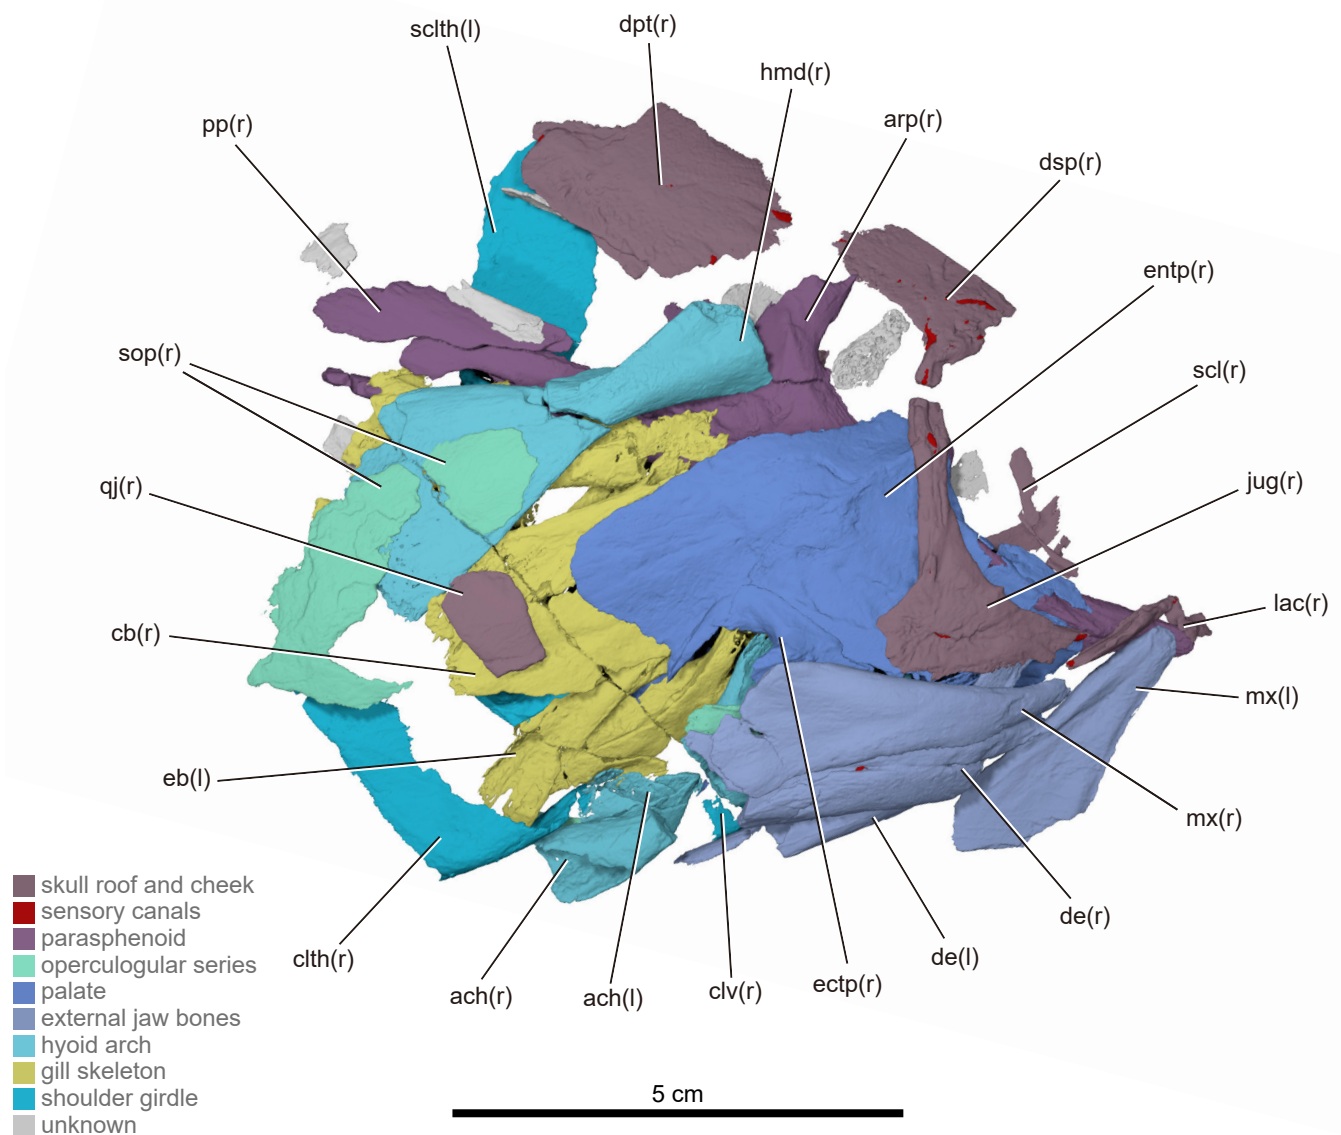 sclth(l)
dpt(r)
hmd(r)
pp(r)
arp(r)
dsp(r)
entp(r)
sop(r)
scl(r)
qj(r)
jug(r)
lac(r)
cb(r)
mx(l)
eb(l)
mx(r)
de(r)
clth(r)
de(l)
ach(r)
ach(l)
clv(r)
ectp(r)
skull roof and cheek
sensory canals
parasphenoid
operculogular series
palate
external jaw bones
hyoid arch
gill skeleton
shoulder girdle
unknown
5 cm